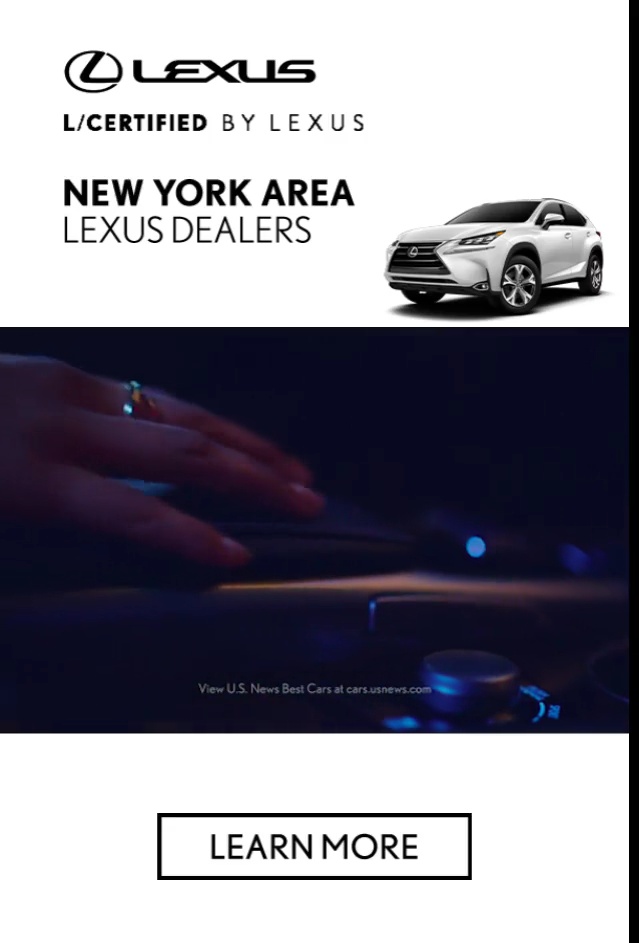 LEXUS
L/CERTIFIED BY LEXUS
NEW YORK AREA
LEXUS DEALERS
View U.S. News Best Cars at cars.usnews.com
LEARN MORE